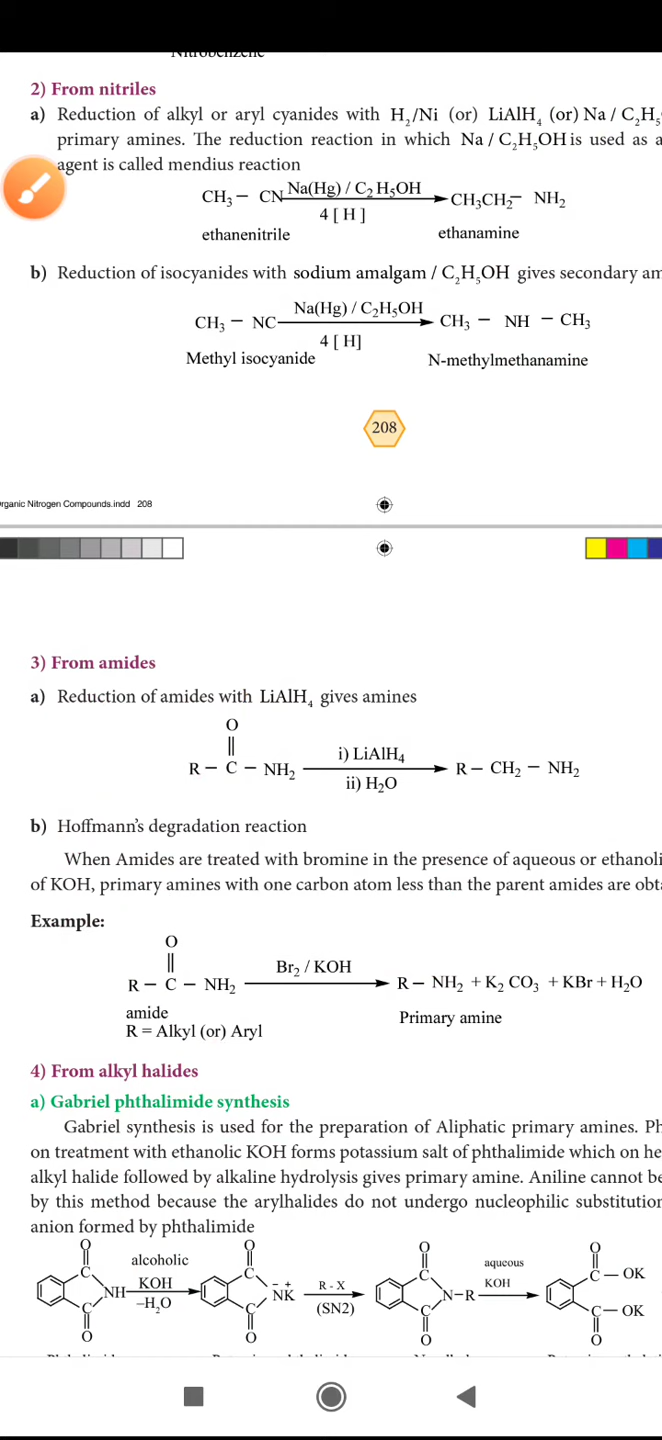 2) From nitriles
a) Reduction of alkyl or aryl cyanides with H2/Ni (or) LiAlH4 (or) Na / C2H5
primary amines. The reduction reaction in which Na / C2H5OH is used as a
agent is called mendius reaction
CH3 − CN Na(Hg) / C2H5OH CH3CH2− NH2
4 [ H ]
ethanenitrile ethanamine
b) Reduction of isocyanides with sodium amalgam / C2H5OH gives secondary am
CH3 − NC Na(Hg) / C2H5OH CH3 − NH − CH3
4 [ H]
Methyl isocyanide N-methylmethanamine
208
rganic Nitrogen Compounds.indd 208
3) From amides
a) Reduction of amides with LiAlH4 gives amines
O
||
R − C − NH2 i) LiAlH4 R − CH2 − NH2
ii) H2O
b) Hoffmann's degradation reaction
When Amides are treated with bromine in the presence of aqueous or ethanoli
of KOH, primary amines with one carbon atom less than the parent amides are obt
Example:
O
||
R − C − NH2 Br2 / KOH R − NH2 + K2 CO3 + KBr + H2O
amide Primary amine
R = Alkyl (or) Aryl
4) From alkyl halides
a) Gabriel phthalimide synthesis
Gabriel synthesis is used for the preparation of Aliphatic primary amines. Ph
on treatment with ethanolic KOH forms potassium salt of phthalimide which on he
alkyl halide followed by alkaline hydrolysis gives primary amine. Aniline cannot be
by this method because the arylhalides do not undergo nucleophilic substitution
anion formed by phthalimide
O O O O
C alcoholic C C aqueous C − OK
NH KOH NK R - X N−R KOH
−H2O (SN2)
C C C C − OK
O O O O